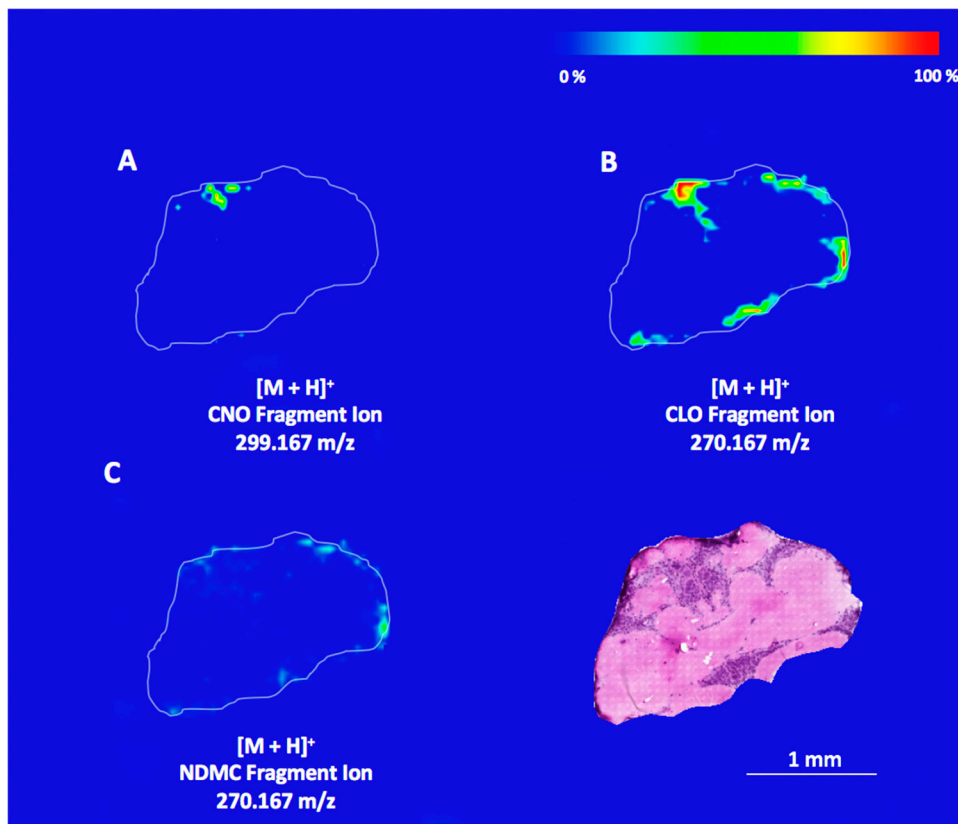 0 %
100 %
A
B
[M + H]+
CNO Fragment Ion
299.167 m/z
[M + H]+
CLO Fragment Ion
270.167 m/z
C
[M + H]+
NDMC Fragment Ion
270.167 m/z
1 mm